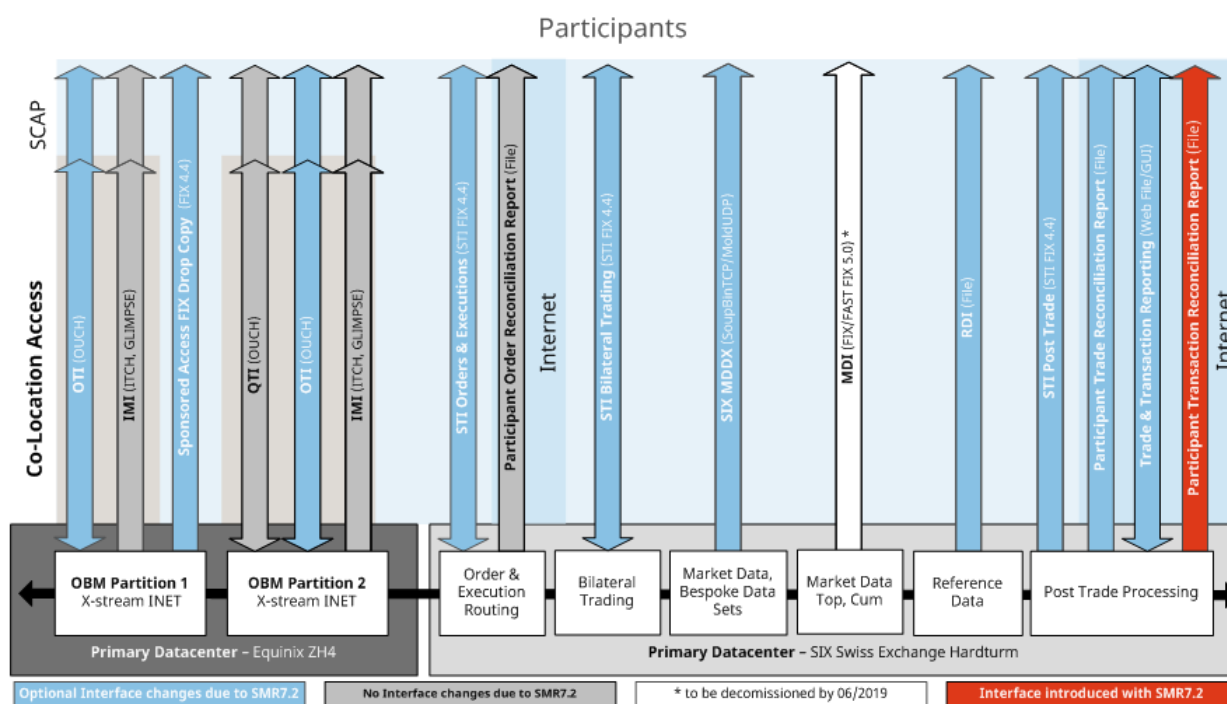 Participants
SCAP
Co-Location Access
OTI (OUCH)
IMI (ITCH, GLIMPSE)
Sponsored Access FIX Drop Copy (FIX 4.4)
QTI (OUCH)
OTI (OUCH)
IMI (ITCH, GLIMPSE)
STI Orders & Executions (STI FIX 4.4)
Participant Order Reconciliation Report (File)
Internet
STI Bilateral Trading (STI FIX 4.4)
SIX MDDX (SoupBinTCP/MoldUDP)
MDI (FIX/FAST FIX 5.0) *
RDI (File)
STI Post Trade (STI FIX 4.4)
Participant Trade Reconciliation Report (File)
Trade & Transaction Reporting (Web File/GUI)
Participant Transaction Reconciliation Report (File)
Internet
OBM Partition 1
X-stream INET
OBM Partition 2
X-stream INET
Order &
Execution
Routing
Bilateral
Trading
Market Data,
Bespoke Data
Sets
Market Data
Top, Cum
Reference
Data
Post Trade Processing
Primary Datacenter – Equinix ZH4
Primary Datacenter – SIX Swiss Exchange Hardturm
Optional Interface changes due to SMR7.2
No Interface changes due to SMR7.2
* to be decomissioned by 06/2019
Interface introduced with SMR7.2